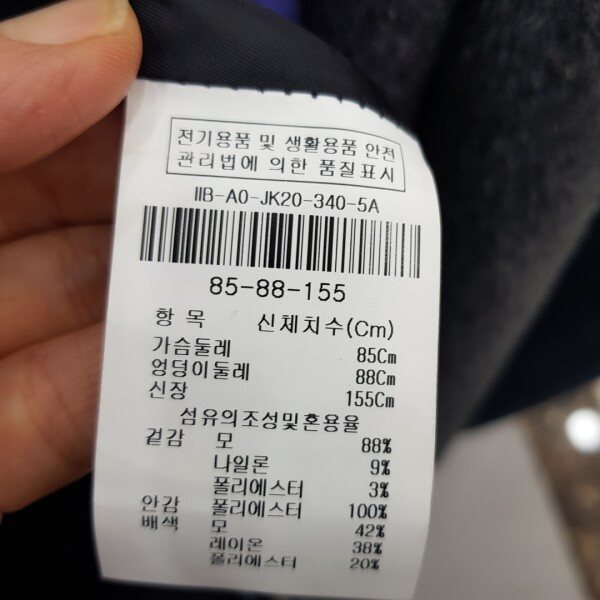 전기용품 및 생활용품 안전
관리법에 의한 품질표시
IIB-A0-JK20-340-5A
85-88-155
항 목 신체치수(Cm)
가슴둘레 85Cm
엉덩이둘레 88Cm
신장 155Cm
섬유의조성및혼용율
겉감 모 88%
나일론 9%
폴리에스터 3%
안감 폴리에스터 100%
배색 모 42%
레이온 38%
폴리에스터 20%